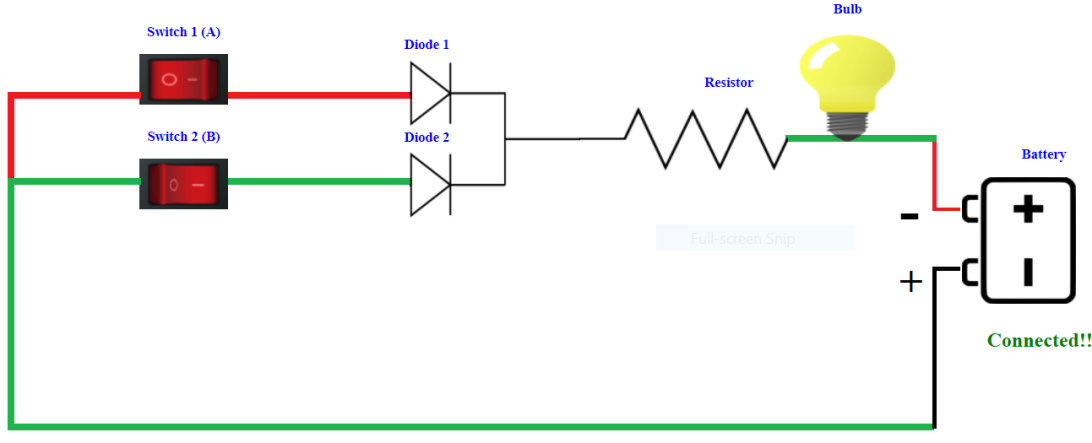 Bulb
Switch 1 (A)
Diode 1
Resistor
Switch 2 (B)
Diode 2
Battery
Full-screen Snip
-
+
+
-
Connected!!